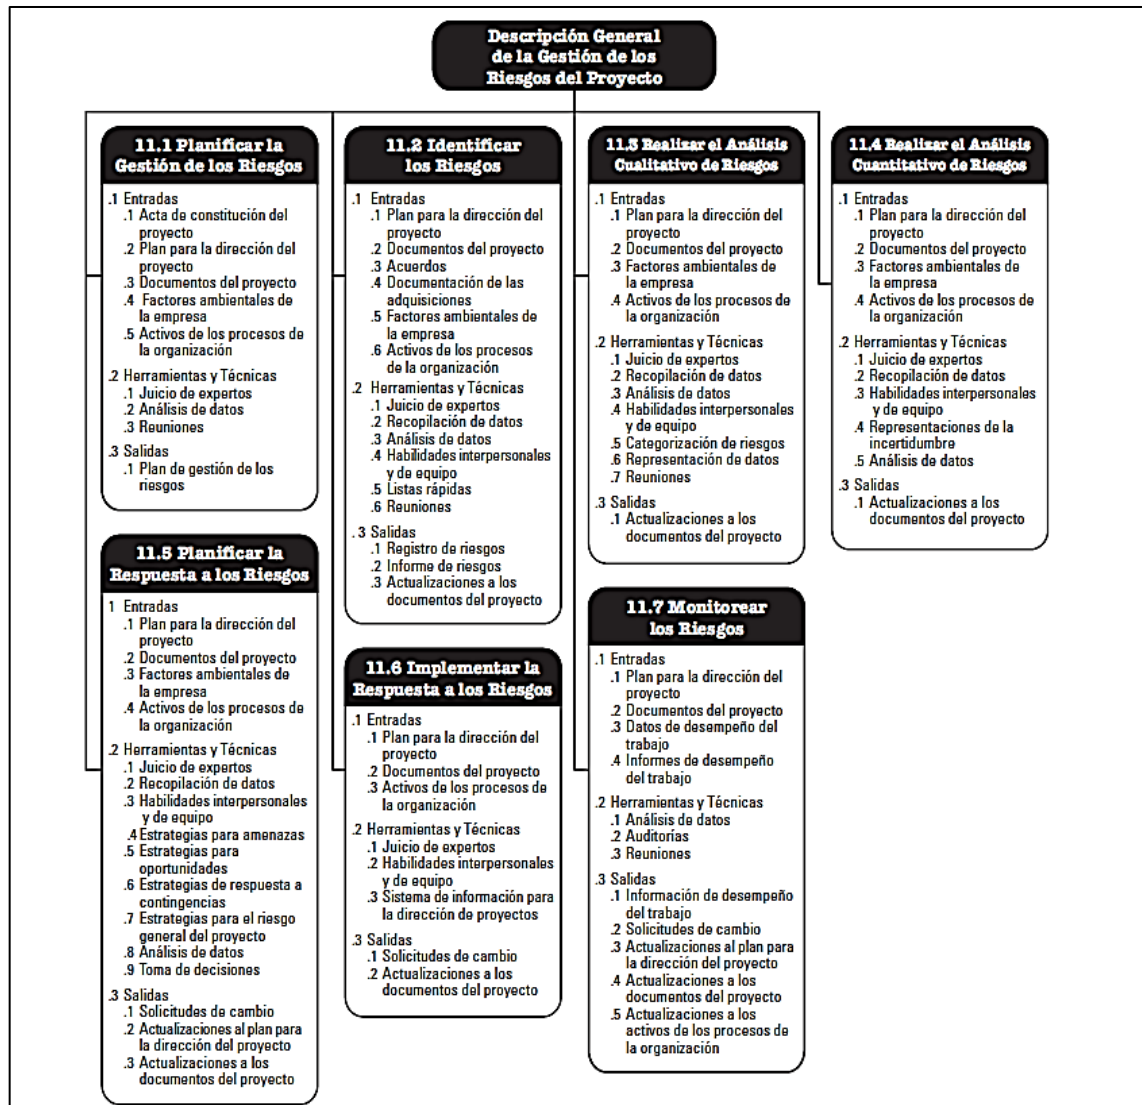 Descripción General
de la Gestión de los
Riesgos del Proyecto
11.1 Planificar la
Gestión de los Riesgos
.1 Entradas
.1 Acta de constitución del
proyecto
.2 Plan para la dirección del
proyecto
.3 Documentos del proyecto
.4 Factores ambientales de
la empresa
.5 Activos de los procesos de
la organización
.2 Herramientas y Técnicas
.1 Juicio de expertos
.2 Análisis de datos
.3 Reuniones
.3 Salidas
.1 Plan de gestión de los
riesgos
11.2 Identificar
los Riesgos
.1 Entradas
.1 Plan para la dirección del
proyecto
.2 Documentos del proyecto
.3 Acuerdos
.4 Documentación de las
adquisiciones
.5 Factores ambientales de
la empresa
.6 Activos de los procesos
de la organización
.2 Herramientas y Técnicas
.1 Juicio de expertos
.2 Recopilación de datos
.3 Análisis de datos
.4 Habilidades interpersonales
y de equipo
.5 Listas rápidas
.6 Reuniones
.3 Salidas
.1 Registro de riesgos
.2 Informe de riesgos
.3 Actualizaciones a los
documentos del proyecto
11.3 Realizar el Análisis
Cualitativo de Riesgos
.1 Entradas
.1 Plan para la dirección del
proyecto
.2 Documentos del proyecto
.3 Factores ambientales de
la empresa
.4 Activos de los procesos de
la organización
.2 Herramientas y Técnicas
.1 Juicio de expertos
.2 Recopilación de datos
.3 Análisis de datos
.4 Habilidades interpersonales
y de equipo
.5 Categorización de riesgos
.6 Representación de datos
.7 Reuniones
.3 Salidas
.1 Actualizaciones a los
documentos del proyecto
11.4 Realizar el Análisis
Cuantitativo de Riesgos
.1 Entradas
.1 Plan para la dirección del
proyecto
.2 Documentos del proyecto
.3 Factores ambientales de
la empresa
.4 Activos de los procesos de
la organización
.2 Herramientas y Técnicas
.1 Juicio de expertos
.2 Recopilación de datos
.3 Habilidades interpersonales
y de equipo
.4 Representaciones de la
incertidumbre
.5 Análisis de datos
.3 Salidas
.1 Actualizaciones a los
documentos del proyecto
11.5 Planificar la
Respuesta a los Riesgos
1 Entradas
.1 Plan para la dirección del
proyecto
.2 Documentos del proyecto
.3 Factores ambientales de
la empresa
.4 Activos de los procesos de
la organización
.2 Herramientas y Técnicas
.1 Juicio de expertos
.2 Recopilación de datos
.3 Habilidades interpersonales
y de equipo
.4 Estrategias para amenazas
.5 Estrategias para
oportunidades
.6 Estrategias de respuesta a
contingencias
.7 Estrategias para el riesgo
general del proyecto
.8 Análisis de datos
.9 Toma de decisiones
.3 Salidas
.1 Solicitudes de cambio
.2 Actualizaciones al plan para
la dirección del proyecto
.3 Actualizaciones a los
documentos del proyecto
11.6 Implementar la
Respuesta a los Riesgos
.1 Entradas
.1 Plan para la dirección del
proyecto
.2 Documentos del proyecto
.3 Activos de los procesos de
la organización
.2 Herramientas y Técnicas
.1 Juicio de expertos
.2 Habilidades interpersonales
y de equipo
.3 Sistema de información para
la dirección de proyectos
.3 Salidas
.1 Solicitudes de cambio
.2 Actualizaciones a los
documentos del proyecto
11.7 Monitorear
los Riesgos
.1 Entradas
.1 Plan para la dirección del
proyecto
.2 Documentos del proyecto
.3 Datos de desempeño del
trabajo
.4 Informes de desempeño
del trabajo
.2 Herramientas y Técnicas
.1 Análisis de datos
.2 Auditorías
.3 Reuniones
.3 Salidas
.1 Información de desempeño
del trabajo
.2 Solicitudes de cambio
.3 Actualizaciones al plan para
la dirección del proyecto
.4 Actualizaciones a los
documentos del proyecto
.5 Actualizaciones a los
activos de los procesos de
la organización